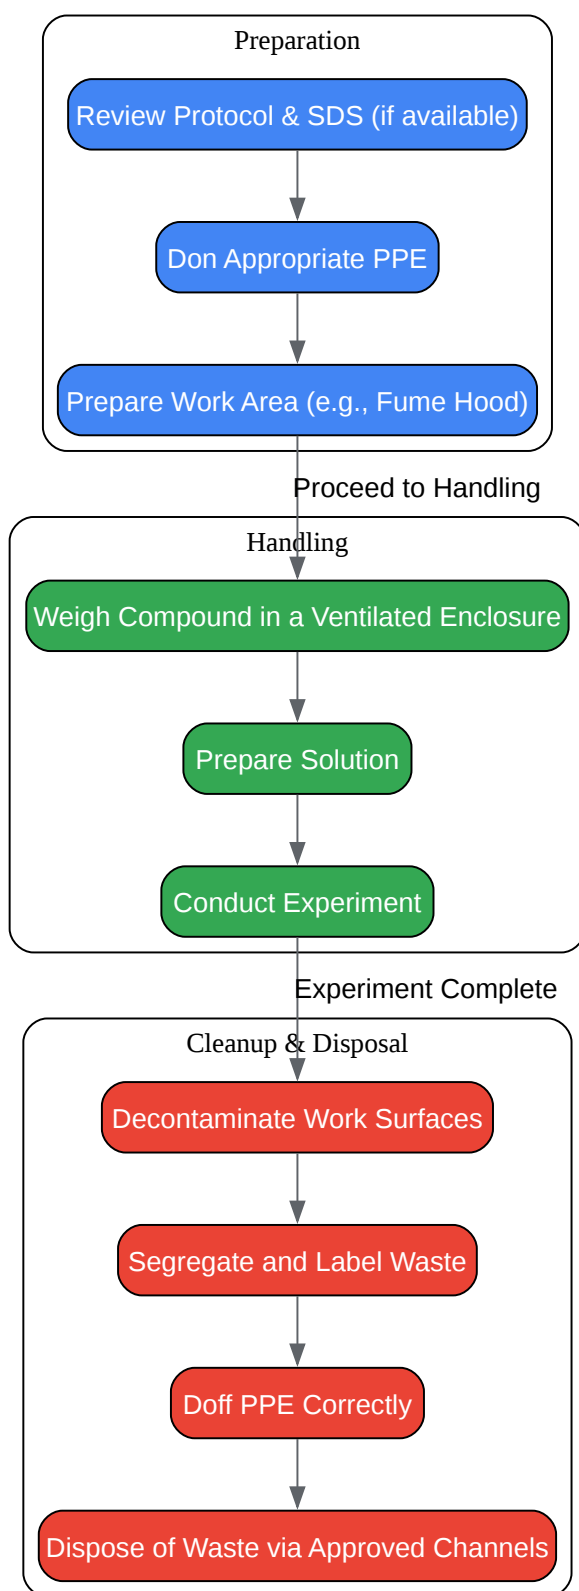 Preparation
Review Protocol & SDS (if available)
Don Appropriate PPE
Prepare Work Area (e.g., Fume Hood)
Proceed to Handling
Handling
Weigh Compound in a Ventilated Enclosure
Prepare Solution
Conduct Experiment
Experiment Complete
Cleanup & Disposal
Decontaminate Work Surfaces
Segregate and Label Waste
Doff PPE Correctly
Dispose of Waste via Approved Channels